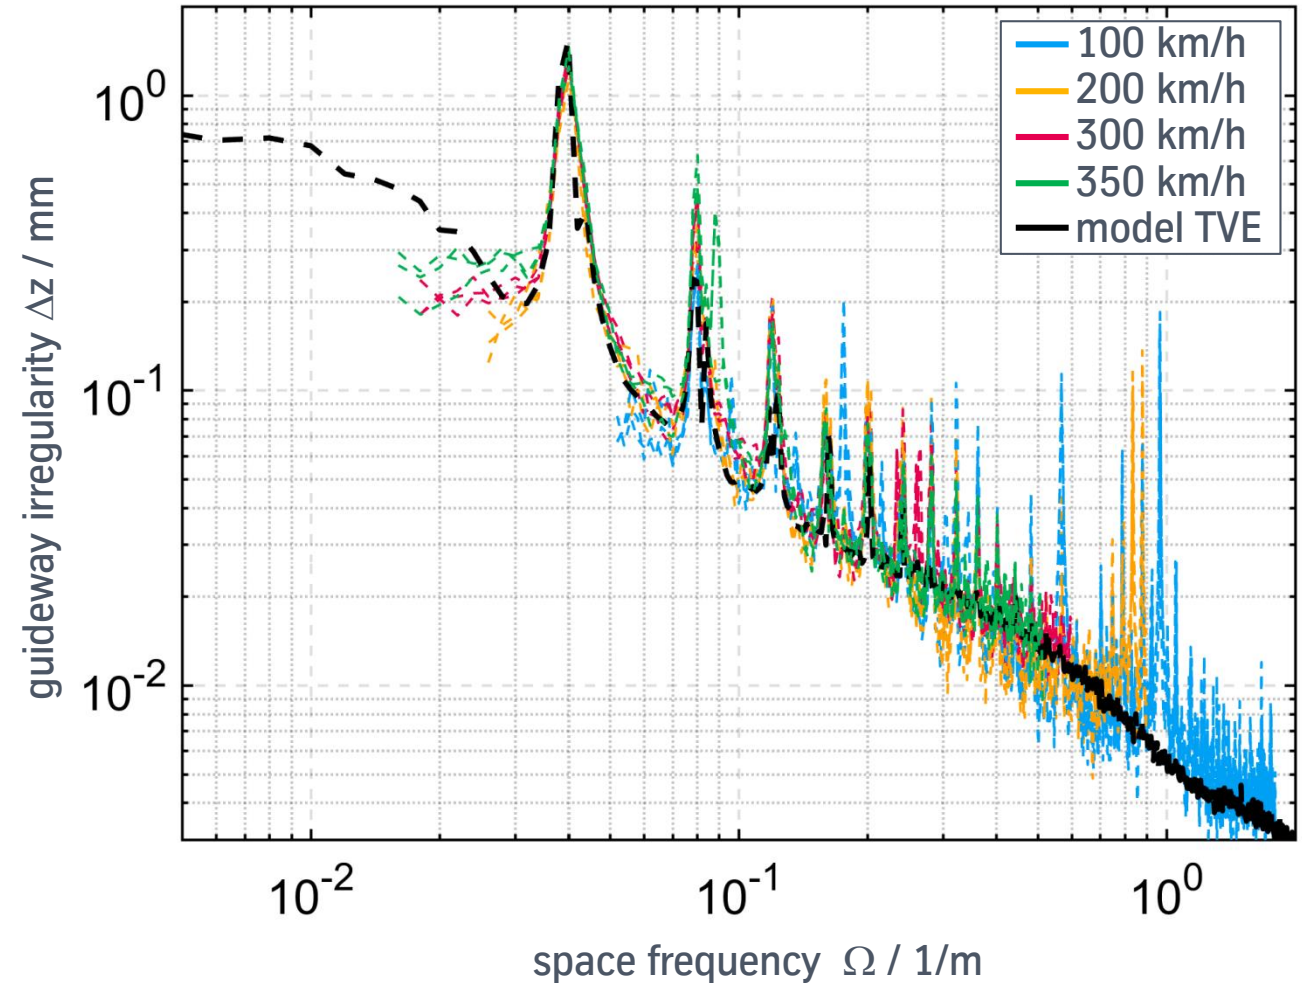 10^0
10^-1
10^-2
guideway irregularity Δz / mm
100 km/h
200 km/h
300 km/h
350 km/h
model TVE
10^-2
10^-1
10^0
space frequency Ω / 1/m